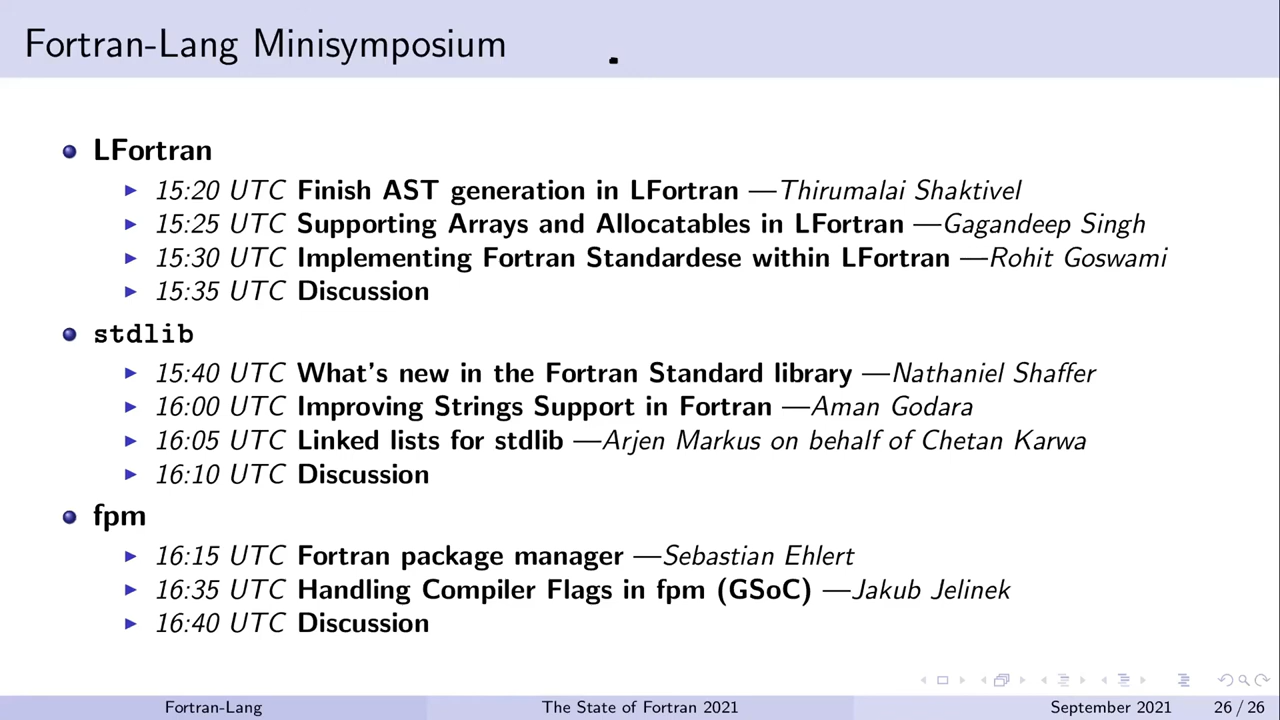 Fortran-Lang Minisymposium
LFortran
15:20 UTC Finish AST generation in LFortran —Thirumalai Shaktivel
15:25 UTC Supporting Arrays and Allocatables in LFortran —Gagandeep Singh
15:30 UTC Implementing Fortran Standardese within LFortran —Rohit Goswami
15:35 UTC Discussion
stdlib
15:40 UTC What's new in the Fortran Standard library —Nathaniel Shaffer
16:00 UTC Improving Strings Support in Fortran —Aman Godara
16:05 UTC Linked lists for stdlib —Arjen Markus on behalf of Chetan Karwa
16:10 UTC Discussion
fpm
16:15 UTC Fortran package manager —Sebastian Ehlert
16:35 UTC Handling Compiler Flags in fpm (GSoC) —Jakub Jelinek
16:40 UTC Discussion
Fortran-Lang The State of Fortran 2021 September 2021 26 / 26